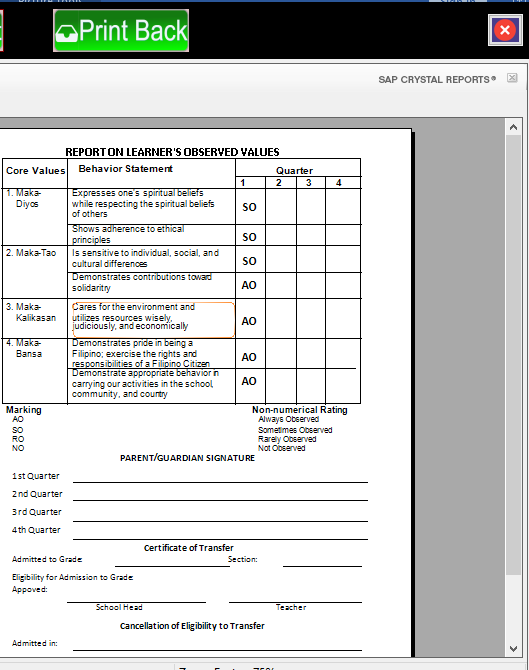 Print Back
SAP CRYSTAL REPORTS®
REPORT ON LEARNER'S OBSERVED VALUES
Core Values Behavior Statement Quarter
1 2 3 4
1. Maka-Diyos Expresses one's spiritual beliefs
while respecting the spiritual beliefs
of others
SO
Shows adherence to ethical
principles
SO
2. Maka-Tao Is sensitive to individual, social, and
cultural differences
SO
Demonstrates contributions toward
solidarity
AO
3. Maka-
Kalikasan
Cares for the environment and
utilizes resources wisely,
judiciously, and economically
AO
4. Maka-
Bansa
Demonstrates pride in being a
Filipino; exercise the rights and
responsibilities of a Filipino Citizen
AO
Demonstrate appropriate behavior in
carrying our activities in the school,
community, and country
AO
Marking Non-numerical Rating
AO Always Observed
SO Sometimes Observed
RO Rarely Observed
NO Not Observed
PARENT/GUARDIAN SIGNATURE
1st Quarter
2nd Quarter
3rd Quarter
4th Quarter
Certificate of Transfer
Admitted to Grade: Section:
Eligibility for Admission to Grade:
Appoved:
School Head Teacher
Cancellation of Eligibility to Transfer
Admitted in: